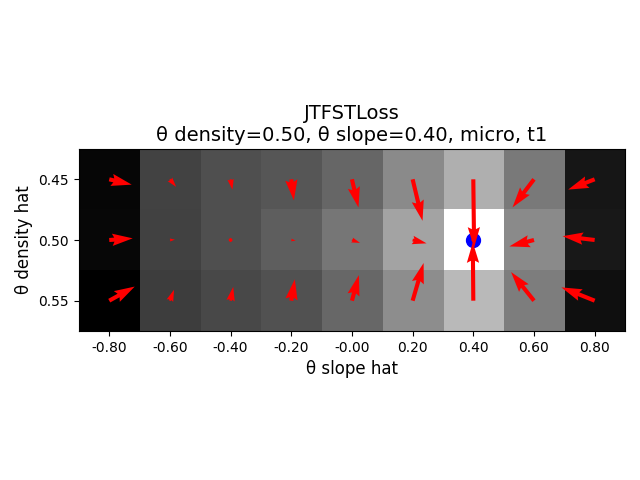 JTFSTLoss
θ density=0.50, θ slope=0.40, micro, t1
θ density hat
0.45
0.50
0.55
-0.80 -0.60 -0.40 -0.20 -0.00 0.20 0.40 0.60 0.80
θ slope hat